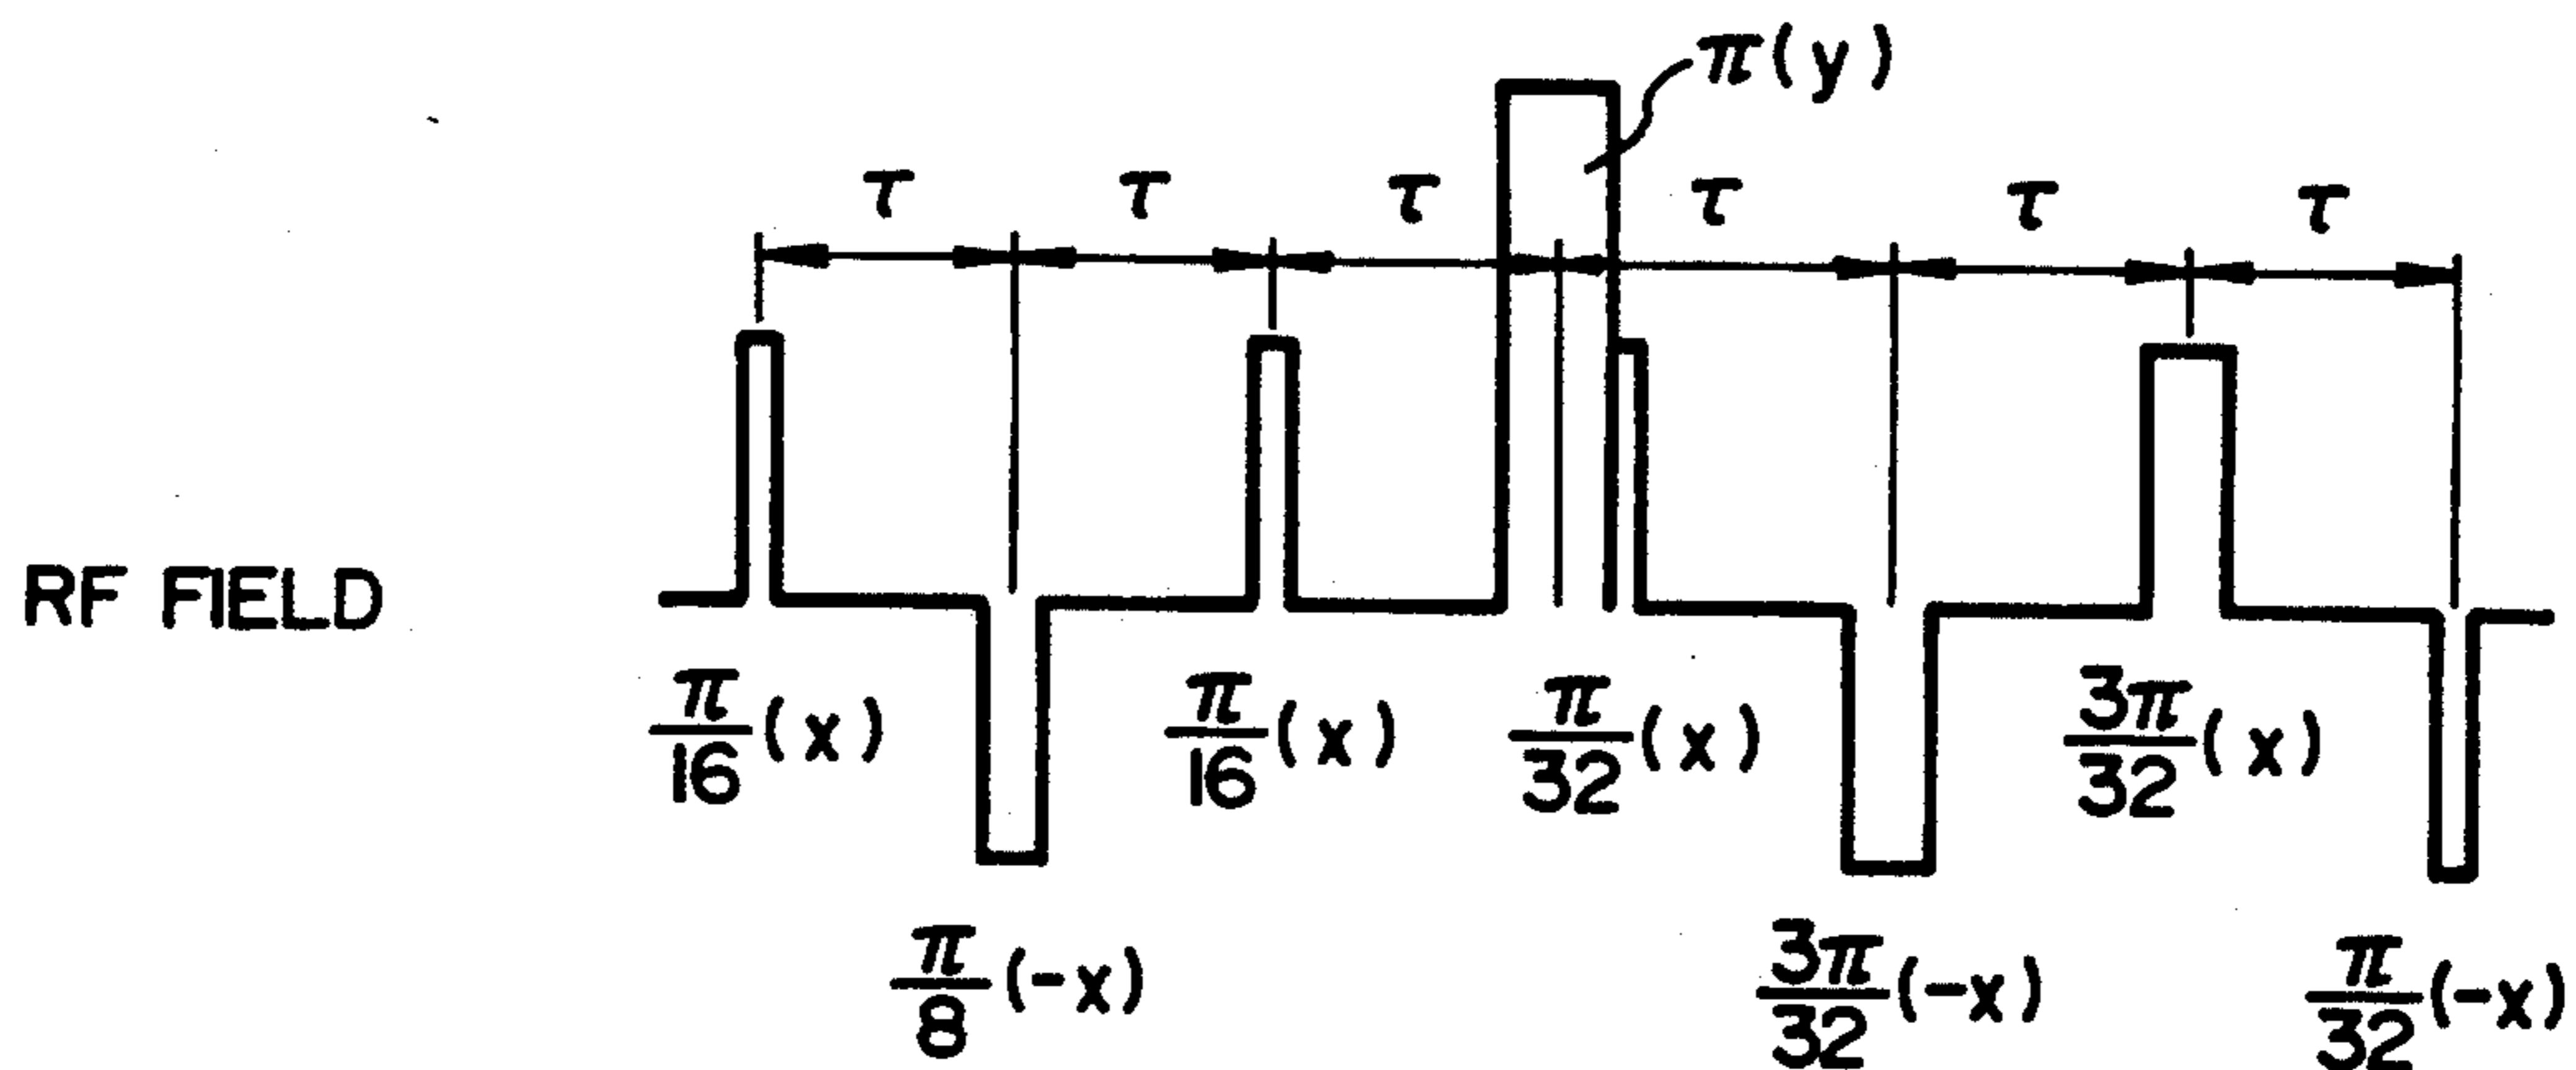 π(y)
τ τ τ τ τ τ
RF FIELD
π/16 (x) π/16 (x) π/32 (x) 3π/32 (x)
π/8 (-x) 3π/32 (-x) π/32 (-x)